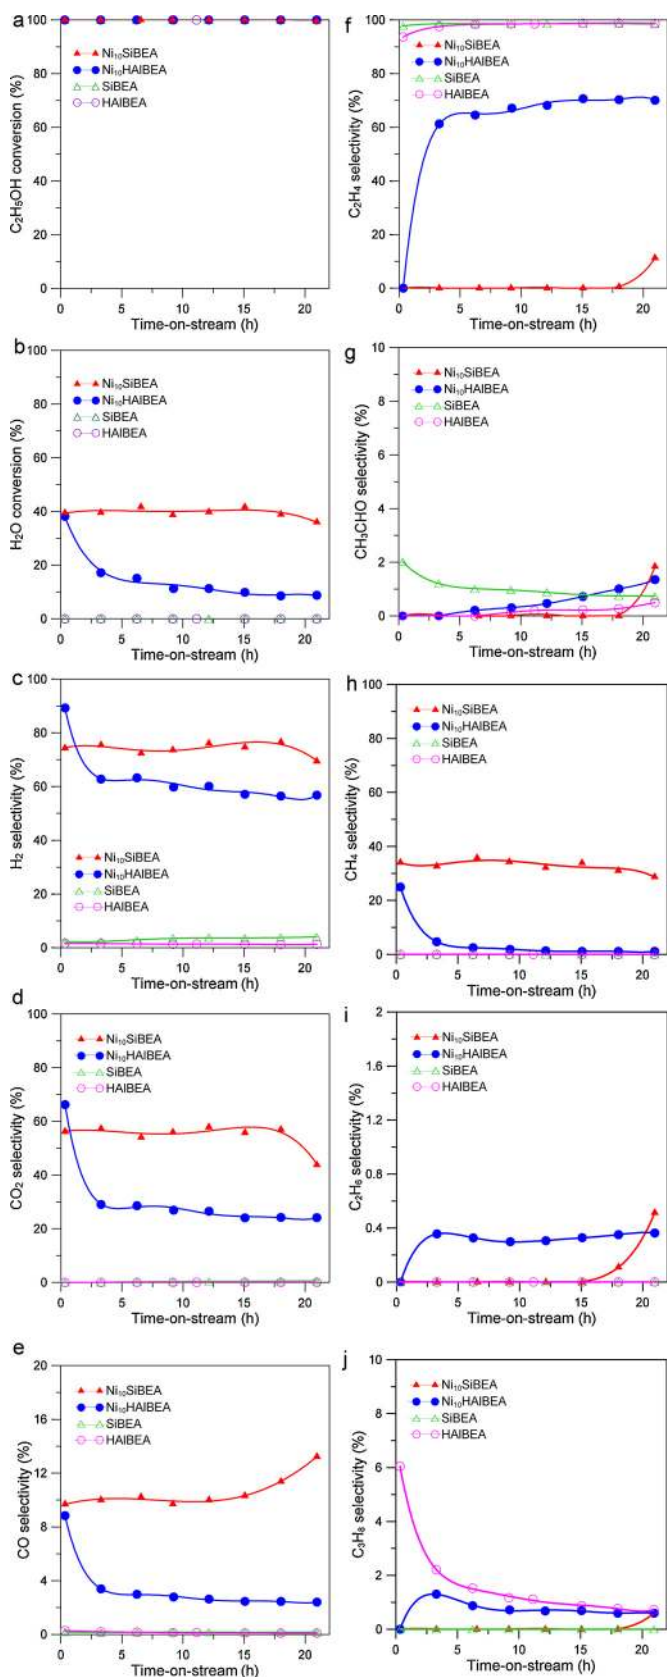 a
C₂H₅OH conversion (%)
100
80
60
40
20
0
Ni₁₀SiBEA
Ni₁₀HAlBEA
SiBEA
HAlBEA
0 5 10 15 20
Time-on-stream (h)
b
H₂O conversion (%)
100
80
60
40
20
0
Ni₁₀SiBEA
Ni₁₀HAlBEA
SiBEA
HAlBEA
0 5 10 15 20
Time-on-stream (h)
c
H₂ selectivity (%)
100
80
60
40
20
0
Ni₁₀SiBEA
Ni₁₀HAlBEA
Ni₁₀SiBEA
Ni₁₀HAlBEA
SiBEA
HAlBEA
0 5 10 15 20
Time-on-stream (h)
d
CO₂ selectivity (%)
100
80
60
40
20
0
Ni₁₀SiBEA
Ni₁₀HAlBEA
SiBEA
HAlBEA
0 5 10 15 20
Time-on-stream (h)
e
CO selectivity (%)
20
16
12
8
4
0
Ni₁₀SiBEA
Ni₁₀HAlBEA
SiBEA
HAlBEA
0 5 10 15 20
Time-on-stream (h)
f
C₂H₄ selectivity (%)
100
80
60
40
20
0
Ni₁₀SiBEA
Ni₁₀HAlBEA
SiBEA
HAlBEA
0 5 10 15 20
Time-on-stream (h)
g
CH₃CHO selectivity (%)
10
8
6
4
2
0
Ni₁₀SiBEA
Ni₁₀HAlBEA
SiBEA
HAlBEA
0 5 10 15 20
Time-on-stream (h)
h
CH₄ selectivity (%)
100
80
60
40
20
0
Ni₁₀SiBEA
Ni₁₀HAlBEA
SiBEA
HAlBEA
0 5 10 15 20
Time-on-stream (h)
i
C₂H₆ selectivity (%)
2
1.6
1.2
0.8
0.4
0
Ni₁₀SiBEA
Ni₁₀HAlBEA
SiBEA
HAlBEA
0 5 10 15 20
Time-on-stream (h)
j
C₃H₈ selectivity (%)
10
8
6
4
2
0
Ni₁₀SiBEA
Ni₁₀HAlBEA
SiBEA
HAlBEA
0 5 10 15 20
Time-on-stream (h)